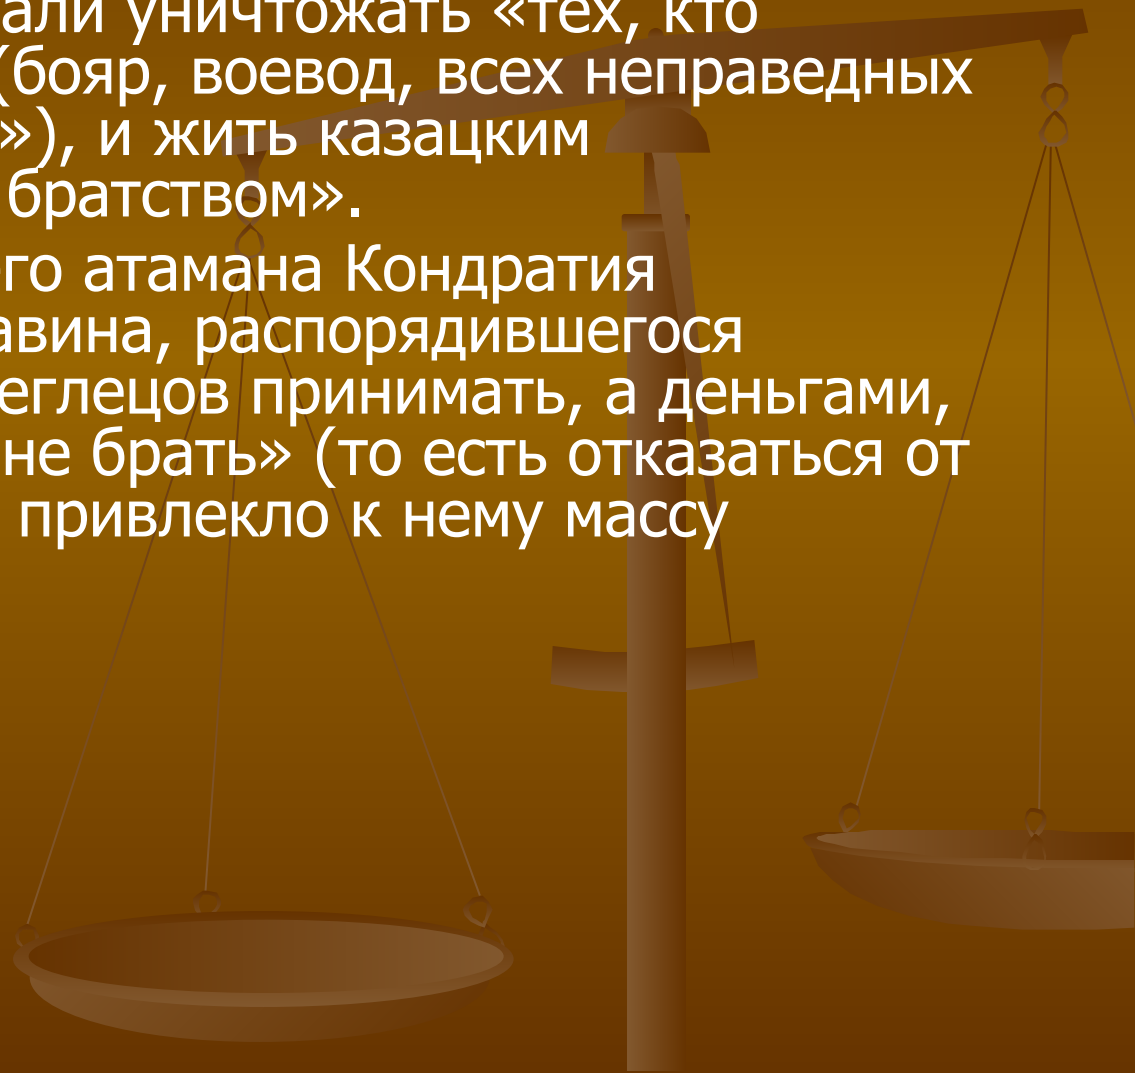 али уничтожать «тех, кто
(бояр, воевод, всех неправедных
»), и жить казацким
братством».
го атамана Кондратия
авина, распорядившегося
еглецов принимать, а деньгами,
не брать» (то есть отказаться от
привлекло к нему массу